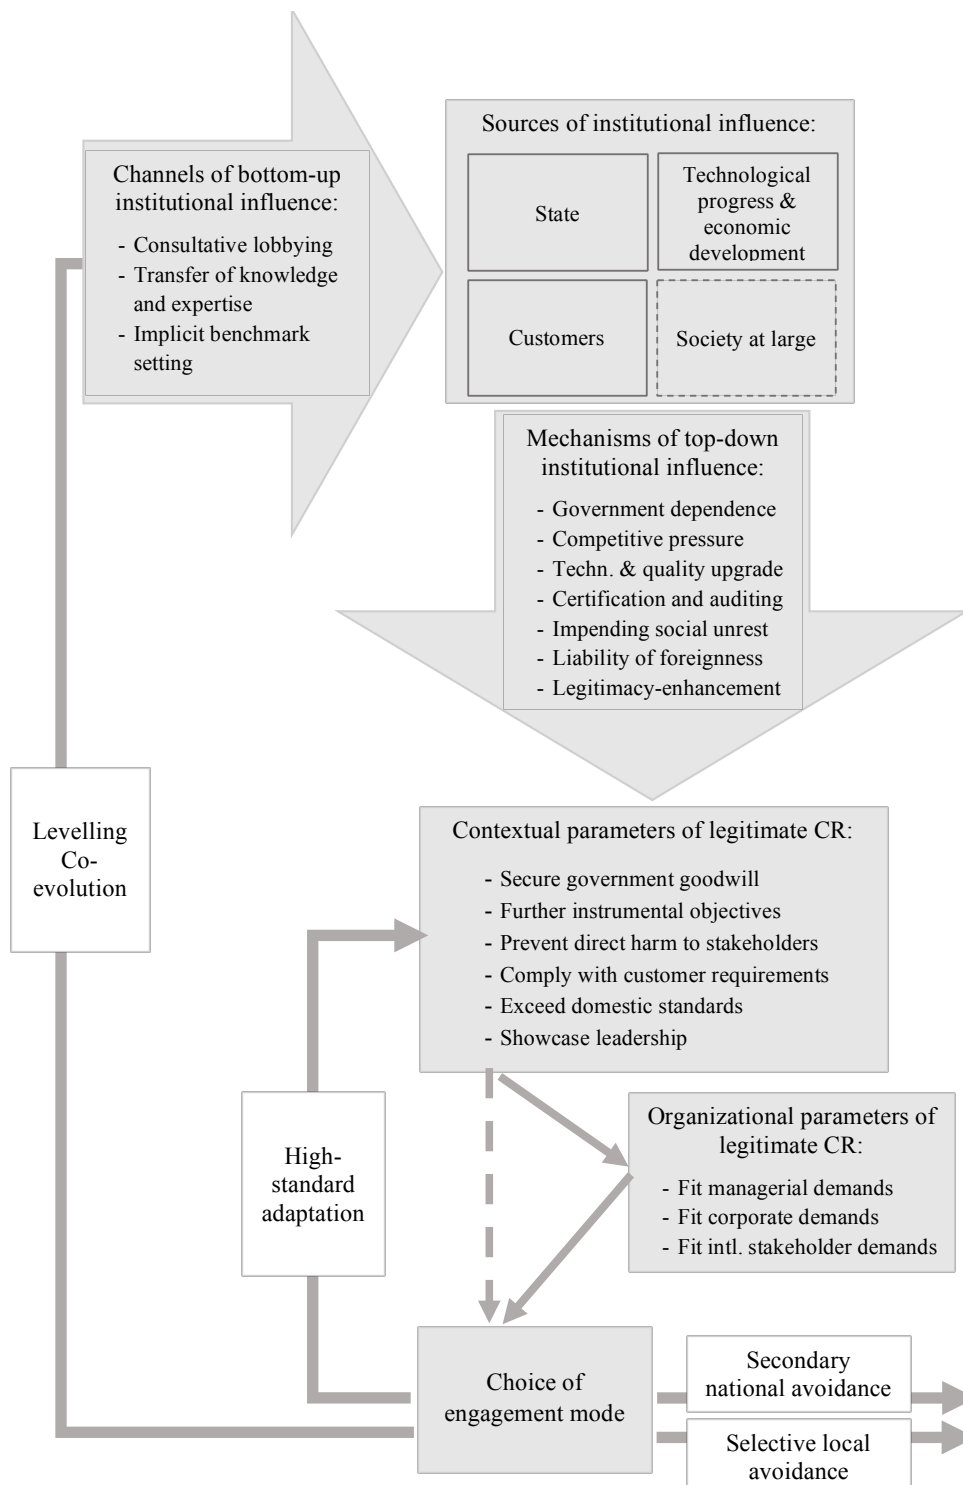 Channels of bottom-up
institutional influence:
- Consultative lobbying
- Transfer of knowledge
and expertise
- Implicit benchmark
setting
Sources of institutional influence:
State
Technological
progress &
economic
development
Customers
Society at large
Mechanisms of top-down
institutional influence:
- Government dependence
- Competitive pressure
- Techn. & quality upgrade
- Certification and auditing
- Impending social unrest
- Liability of foreignness
- Legitimacy-enhancement
Levelling
Co-
evolution
Contextual parameters of legitimate CR:
- Secure government goodwill
- Further instrumental objectives
- Prevent direct harm to stakeholders
- Comply with customer requirements
- Exceed domestic standards
- Showcase leadership
High-
standard
adaptation
Organizational parameters of
legitimate CR:
- Fit managerial demands
- Fit corporate demands
- Fit intl. stakeholder demands
Choice of
engagement mode
Secondary
national avoidance
Selective local
avoidance